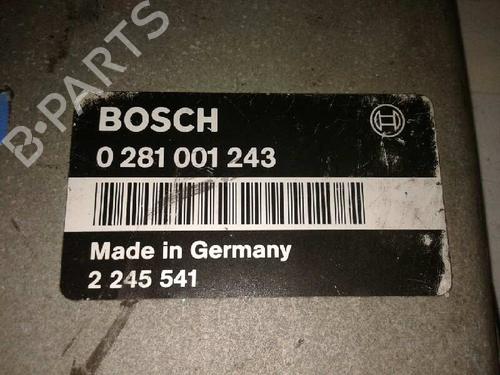 B-PARTS
BOSCH
0 281 001 243
Made in Germany
2 245 541